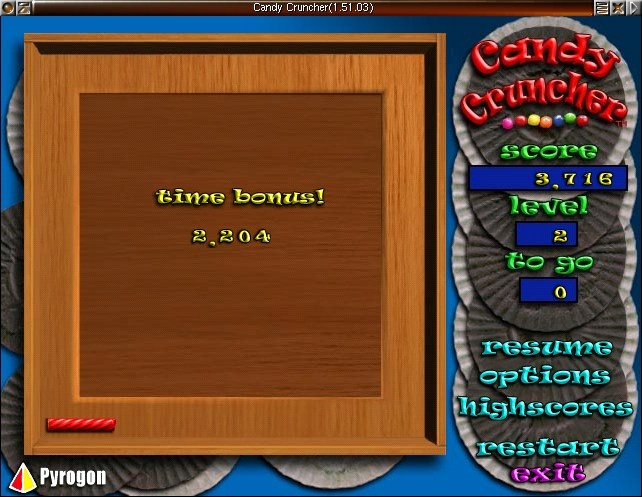 Candy Cruncher(1.51.03)
Candy
Cruncher
TM
score
3,716
level
2
to go
0
time bonus!
2,204
resume
options
highscores
restart
exit
Pyrogon